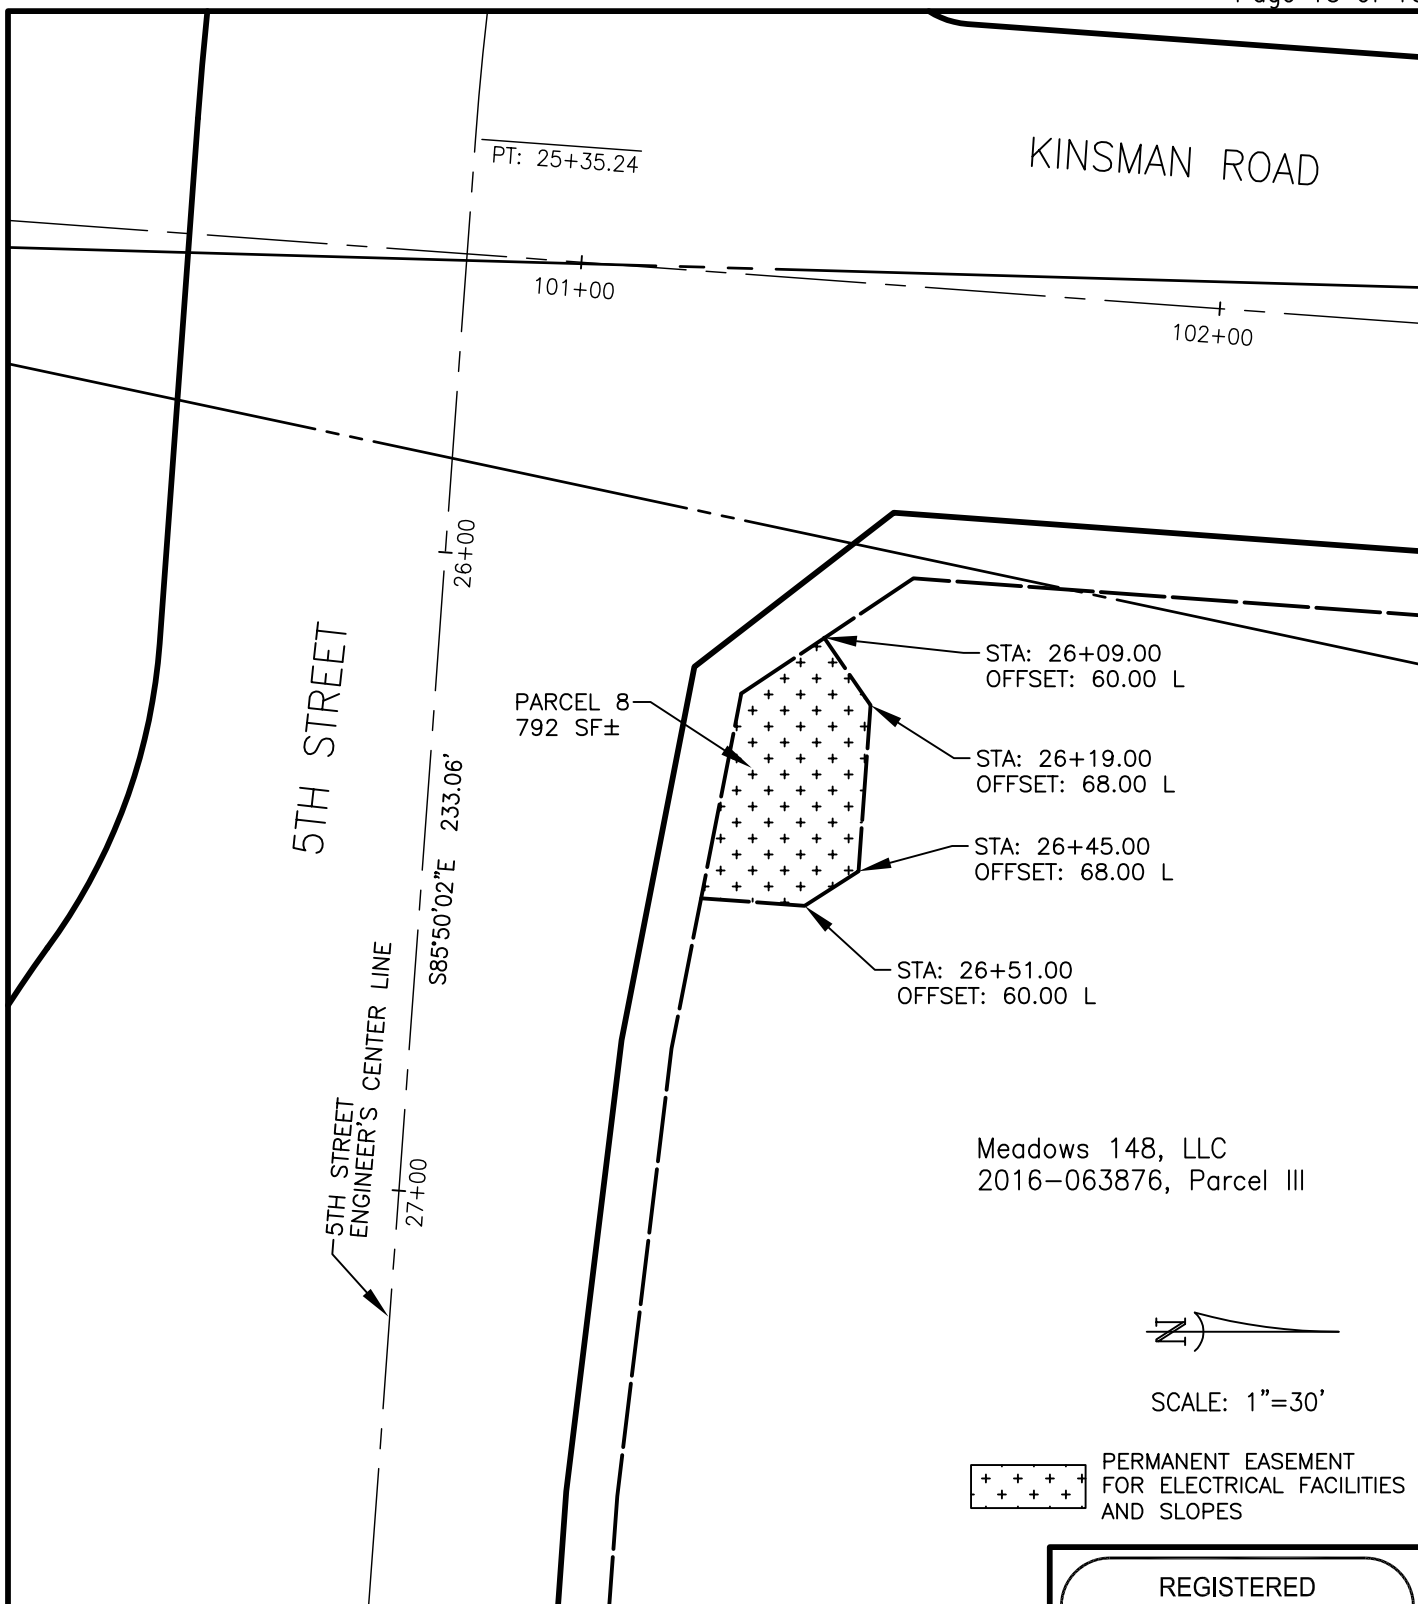 KINSMAN ROAD
PT: 25+35.24
101+00
102+00
26+00
5TH STREET
STA: 26+09.00
OFFSET: 60.00 L
PARCEL 8
792 SF±
STA: 26+19.00
OFFSET: 68.00 L
S85°50'02"E 233.06'
STA: 26+45.00
OFFSET: 68.00 L
STA: 26+51.00
OFFSET: 60.00 L
5TH STREET
ENGINEER'S CENTER LINE
27+00
Meadows 148, LLC
2016-063876, Parcel III
N
SCALE: 1"=30'
PERMANENT EASEMENT
FOR ELECTRICAL FACILITIES
AND SLOPES
REGISTERED